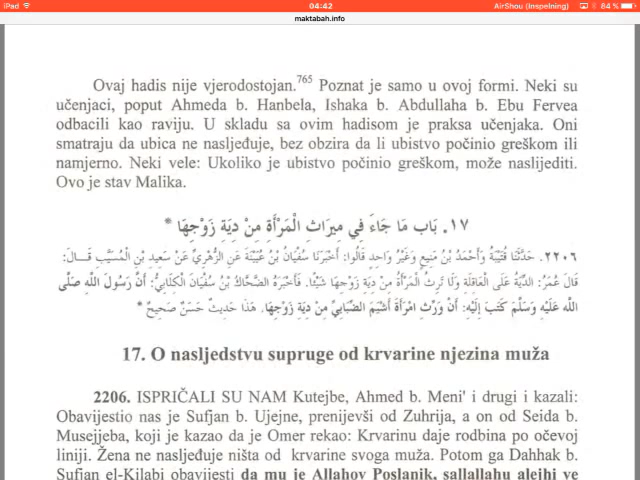 iPad
04:42
AirShou (Inspelning)
84 %
maktabah.info
Ovaj hadis nije vjerodostojan.765 Poznat je samo u ovoj formi. Neki su
učenjaci, poput Ahmeda b. Hanbela, Ishaka b. Abdullaha b. Ebu Fervea
odbacili kao raviju. U skladu sa ovim hadisom je praksa učenjaka. Oni
smatraju da ubica ne nasljeđuje, bez obzira da li ubistvo počinio greškom ili
namjerno. Neki vele: Ukoliko je ubistvo počinio greškom, može naslijediti.
Ovo je stav Malika.
١٧. بَاب مَا جَاءَ فِي مِيرَاثِ الْمَرْأَةِ مِنْ دِيَةِ زَوْجِهَا *
٢٢٠٦. حَدَّثَنَا قُتَيْبَةُ وَأَحْمَدُ بْنُ مَنِيعٍ وَغَيْرُ وَاحِدٍ قَالُوا: أَخْبَرَنَا سُفْيَانُ بْنُ عُيَيْنَةَ عَنِ الزُّهْرِيِّ عَنْ سَعِيدِ بْنِ الْمُسَيَّبِ قَـالَ:
قَالَ عُمَرُ: الدِّيَةُ عَلَى الْعَاقِلَةِ وَلَا تَرِثُ الْمَرْأَةُ مِنْ دِيَةِ زَوْجِهَا شَيْئًا. فَأَخْبَرَهُ الضَّحَّاكُ بْنُ سُفْيَانَ الْكِلَابِيُّ: أَنَّ رَسُولَ اللَّهِ صَلَّى
اللَّه عَلَيْهِ وَسَلَّمَ كَتَبَ إِلَيْهِ: أَنْ وَرِّثِ امْرَأَةَ أَشْيَمَ الضِّبَابِيِّ مِنْ دِيَةِ زَوْجِهَا. هَذَا حَدِيثٌ حَسَنٌ صَحِيحٌ *
17. O nasljedstvu supruge od krvarine njezina muža
2206. ISPRIČALI SU NAM Kutejbe, Ahmed b. Meni' i drugi i kazali:
Obavijestio nas je Sufjan b. Ujejne, prenijevši od Zuhrija, a on od Seida b.
Musejjeba, koji je kazao da je Omer rekao: Krvarinu daje rodbina po očevoj
liniji. Žena ne nasljeđuje ništa od krvarine svoga muža. Potom ga Dahhak b.
Sufjan el-Kilabi obavijesti da mu je Allahov Poslanik, sallallahu alejhi ve